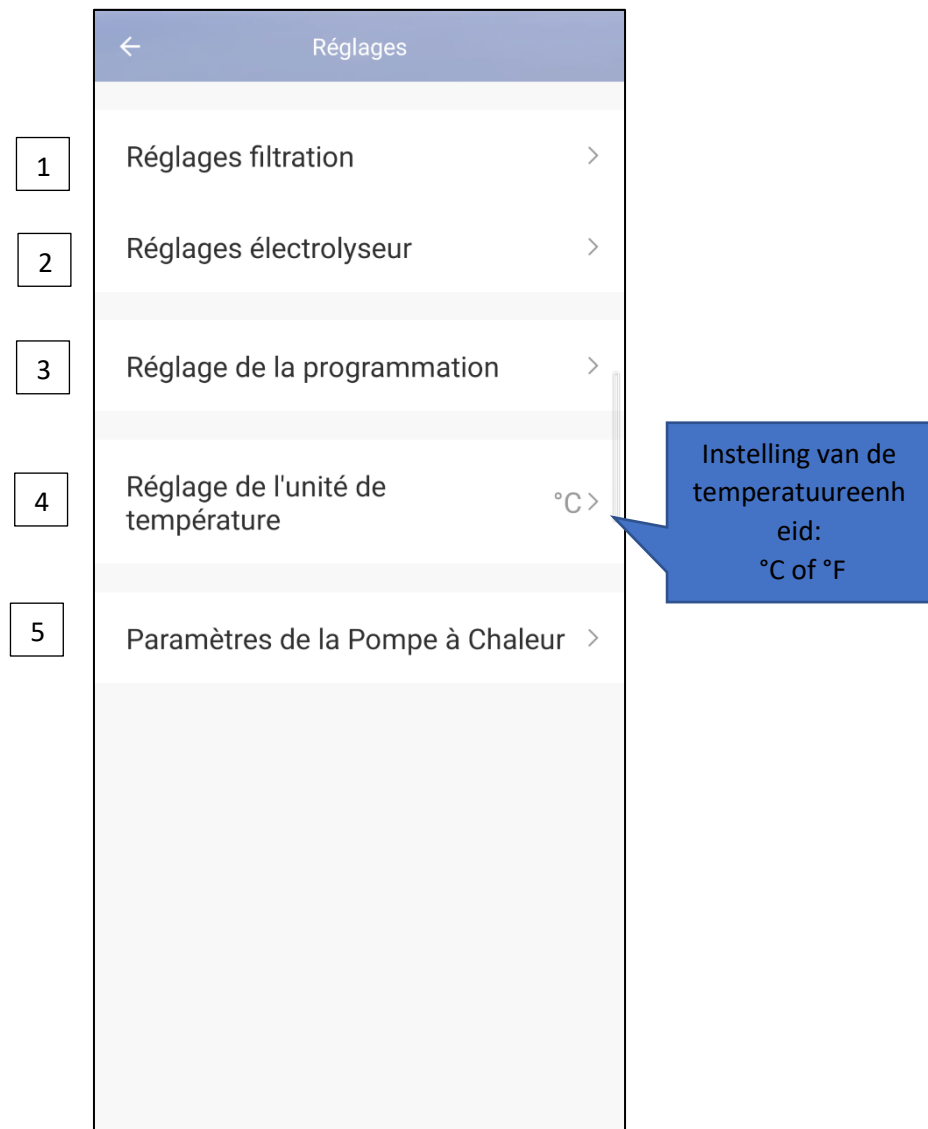 Réglages
1
Réglages filtration
2
Réglages électrolyseur
3
Réglage de la programmation
4
Réglage de l'unité de
température
°C
Instelling van de
temperatuureenh
eid:
°C of °F
5
Paramètres de la Pompe à Chaleur